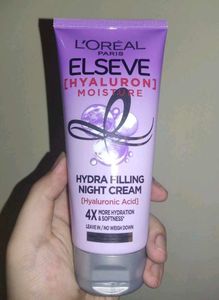 L'ORÉAL
PARIS
ELSEVE
[HYALURON]
MOISTURE
HYDRA FILLING
NIGHT CREAM
[Hyaluronic Acid]
4X MORE HYDRATION
& SOFTNESS*
LEAVE IN / NO WEIGH DOWN